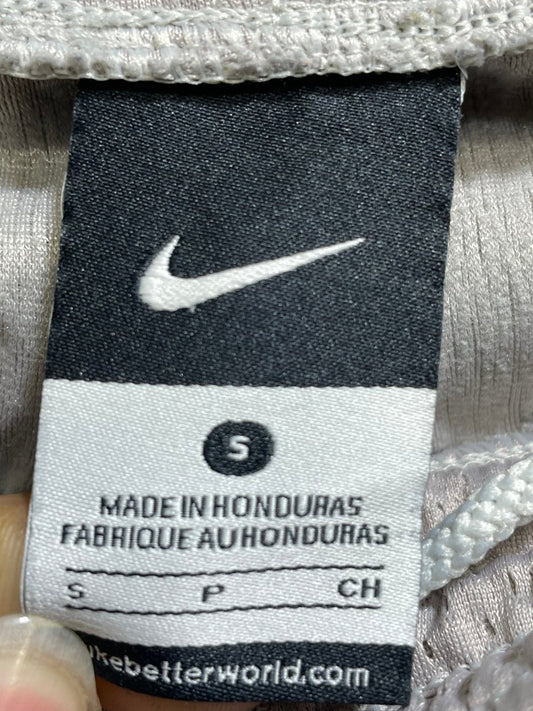 S
MADE IN HONDURAS
FABRIQUE AU HONDURAS
S P CH
kebetterworld.com